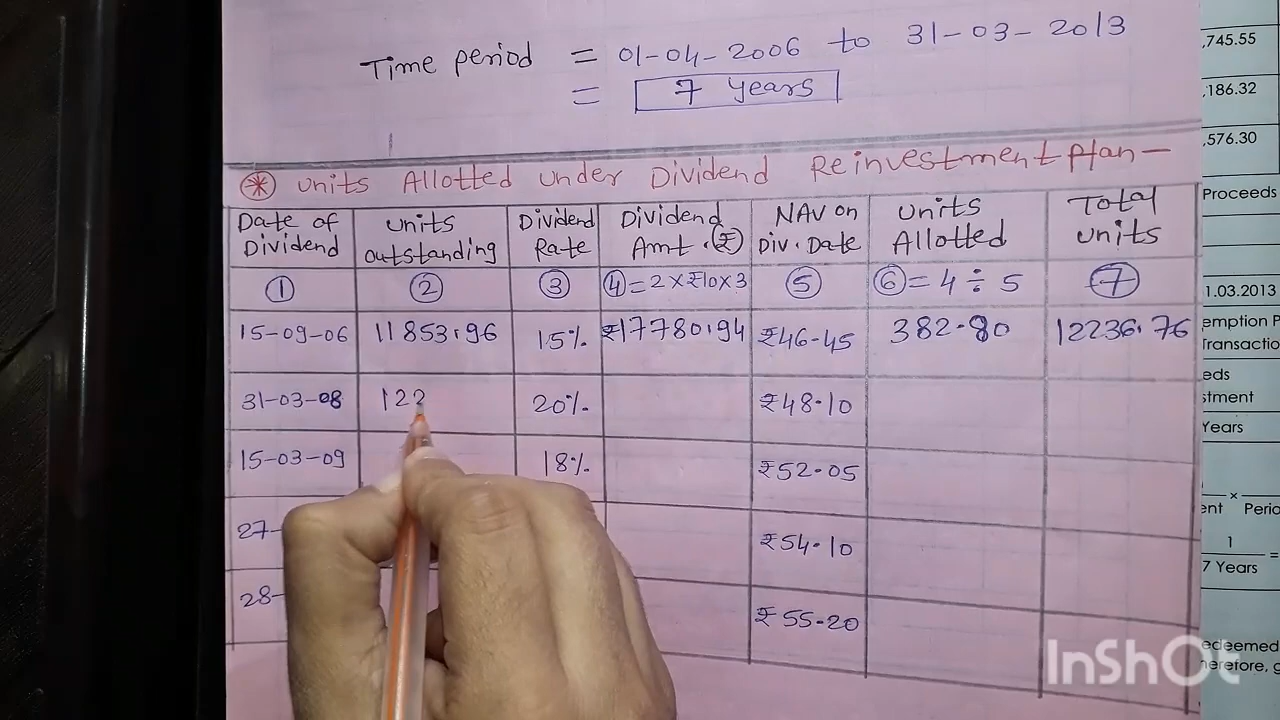 Time period = 01-04-2006 to 31-03-2013
= 7 years
* Units Allotted under Dividend Reinvestment plan-
Date of Dividend Units outstanding Dividend Rate Dividend Amt. (₹) NAV on Div. Date Units Allotted Total units
① ② ③ ④=2×₹10×3 ⑤ ⑥=4÷5 ⑦
15-09-06 11853.96 15% ₹17780.94 ₹46-45 382.80 12236.76
31-03-08 122 20% ₹48.10
15-03-09 18% ₹52.05
27- ₹54.10
28- ₹55-20
,745.55
,186.32
,576.30
Proceeds
1.03.2013
emption P
Transactio
eds
stment
Years
×
ent Perio
1 =
7 Years
edeemed
herefore, g
InShOt